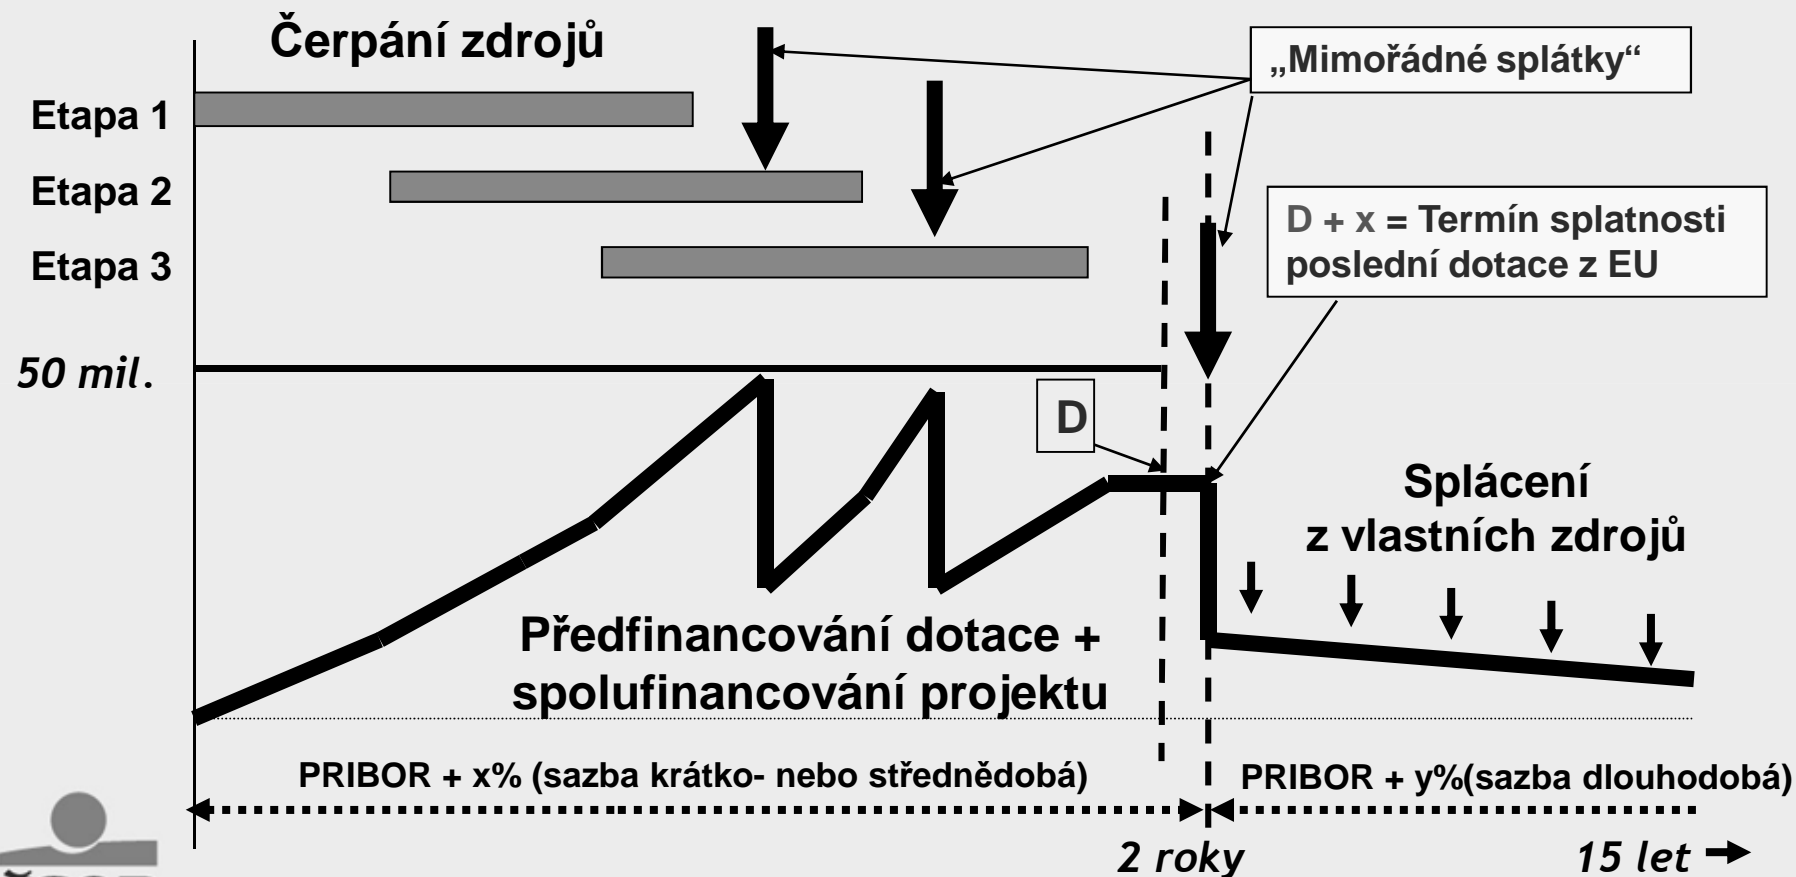 Čerpání zdrojů
„Mimořádné splátky“
Etapa 1
Etapa 2
Etapa 3
D + x = Termín splatnosti
poslední dotace z EU
50 mil.
D
Splácení
z vlastních zdrojů
Předfinancování dotace +
spolufinancování projektu
PRIBOR + x% (sazba krátko- nebo střednědobá)
PRIBOR + y%(sazba dlouhodobá)
2 roky
15 let